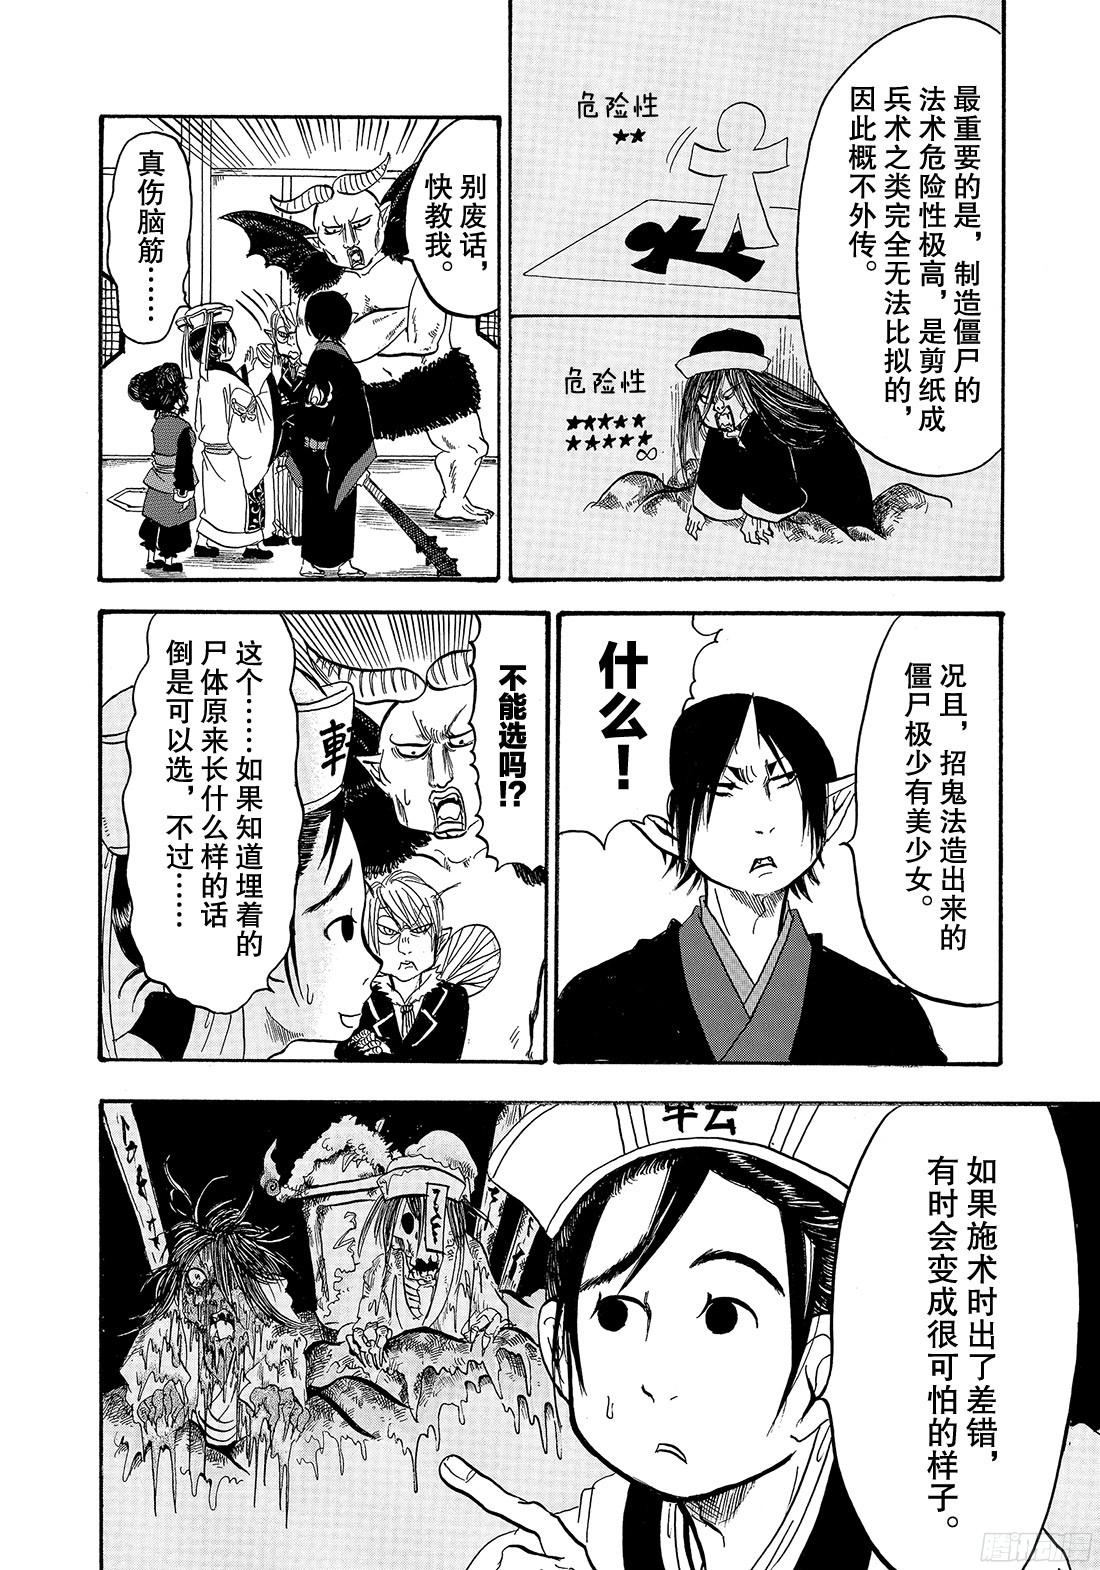 最重要的是，制造僵尸的
法术危险性极高，是剪纸成
兵术之类完全无法比拟的，
因此概不外传。
危险性
★★
危险性
★★★★★
★★★★★∞
别废话，
快教我。
真伤脑筋……
况且，招鬼法造出来的
僵尸极少有美少女。
什么！
不能选吗!?
这个……如果知道埋着的
尸体原来长什么样的话
倒是可以选，不过……
如果施术时出了差错，
有时会变成很可怕的样子。
腾讯动漫